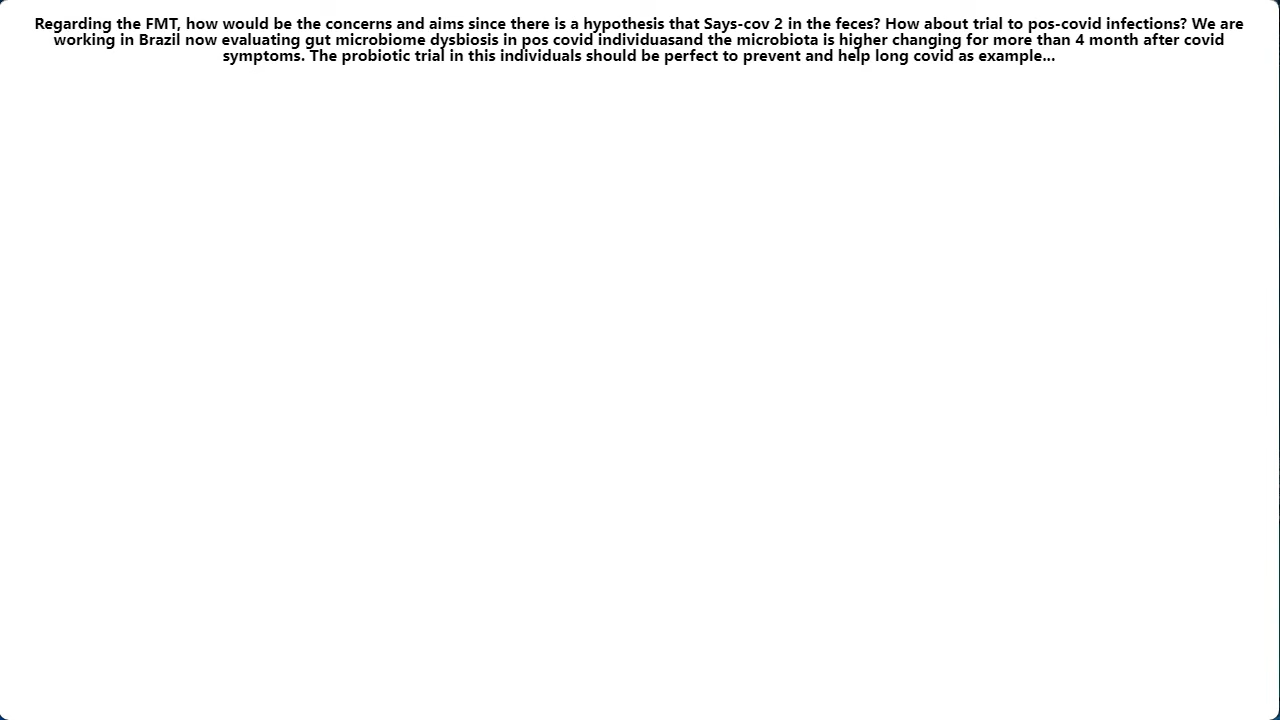 Regarding the FMT, how would be the concerns and aims since there is a hypothesis that Says-cov 2 in the feces? How about trial to pos-covid infections? We are
working in Brazil now evaluating gut microbiome dysbiosis in pos covid individuasand the microbiota is higher changing for more than 4 month after covid
symptoms. The probiotic trial in this individuals should be perfect to prevent and help long covid as example...